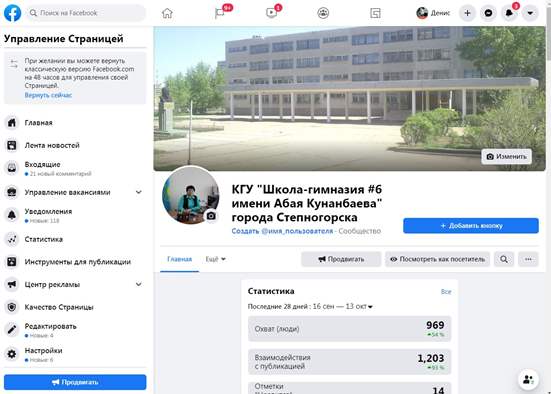 Поиск на Facebook
9+
1
Денис
3
Управление Страницей
При желании вы можете вернуть
классическую версию Facebook.com
на 48 часов для управления своей
Страницей.
Вернуть сейчас
Главная
Лента новостей
Входящие
21 новый комментарий
Управление вакансиями
Уведомления
Новые: 118
Статистика
Инструменты для публикации
Центр рекламы
Качество Страницы
Редактировать
Новые: 4
Настройки
Новые: 6
Продвигать
Изменить
КГУ "Школа-гимназия #6
имени Абая Кунанбаева"
города Степногорска
Создать @имя_пользователя · Сообщество
+ Добавить кнопку
Главная
Ещё
Продвигать
Посмотреть как посетитель
Статистика
Все
Последние 28 дней : 16 сен — 13 окт
Охват (люди)
969
54 %
Взаимодействия
с публикацией
1,203
93 %
Отметки
14